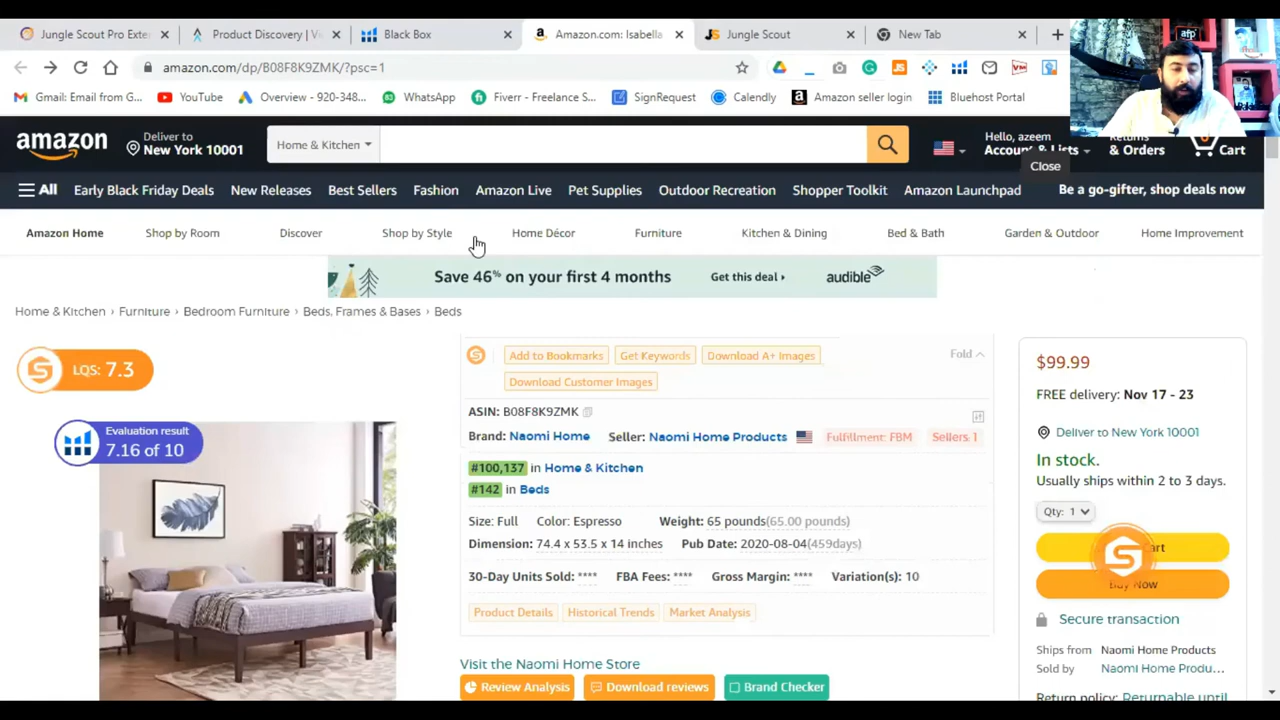 Jungle Scout Pro Exte
Product Discovery | Vi
Black Box
Amazon.com: Isabella
Jungle Scout
New Tab
amazon.com/dp/B08F8K9ZMK/?psc=1
Gmail: Email from G...
YouTube
Overview - 920-348...
WhatsApp
Fiverr - Freelance S...
SignRequest
Calendly
Amazon seller login
Bluehost Portal
afp
amazon
Deliver to
New York 10001
Home & Kitchen
Hello, azeem
Account & Lists
Returns
& Orders
Cart
Close
All
Early Black Friday Deals
New Releases
Best Sellers
Fashion
Amazon Live
Pet Supplies
Outdoor Recreation
Shopper Toolkit
Amazon Launchpad
Be a go-gifter, shop deals now
Amazon Home
Shop by Room
Discover
Shop by Style
Home Décor
Furniture
Kitchen & Dining
Bed & Bath
Garden & Outdoor
Home Improvement
Save 46% on your first 4 months
Get this deal ›
audible
Home & Kitchen › Furniture › Bedroom Furniture › Beds, Frames & Bases › Beds
LQS: 7.3
Evaluation result
7.16 of 10
Add to Bookmarks
Get Keywords
Download A+ Images
Fold
Download Customer Images
ASIN: B08F8K9ZMK
Brand: Naomi Home
Seller: Naomi Home Products
Fulfillment: FBM
Sellers 1
#100,137 in Home & Kitchen
#142 in Beds
Size: Full
Color: Espresso
Weight: 65 pounds(65.00 pounds)
Dimension: 74.4 x 53.5 x 14 inches
Pub Date: 2020-08-04(459days)
30-Day Units Sold: ****
FBA Fees: ****
Gross Margin: ****
Variation(s): 10
Product Details
Historical Trends
Market Analysis
Visit the Naomi Home Store
Review Analysis
Download reviews
Brand Checker
$99.99
FREE delivery: Nov 17 - 23
Deliver to New York 10001
In stock.
Usually ships within 2 to 3 days.
Qty: 1
Buy Now
Secure transaction
Ships from Naomi Home Products
Sold by Naomi Home Produ...
Return policy: Returnable until